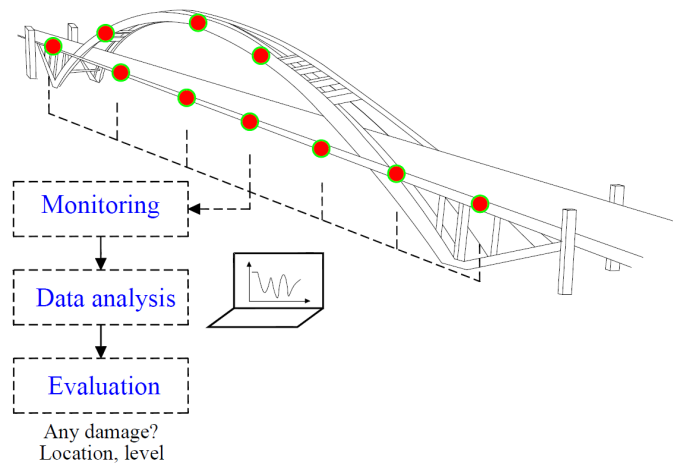 Monitoring
Data analysis
Evaluation
Any damage?
Location, level